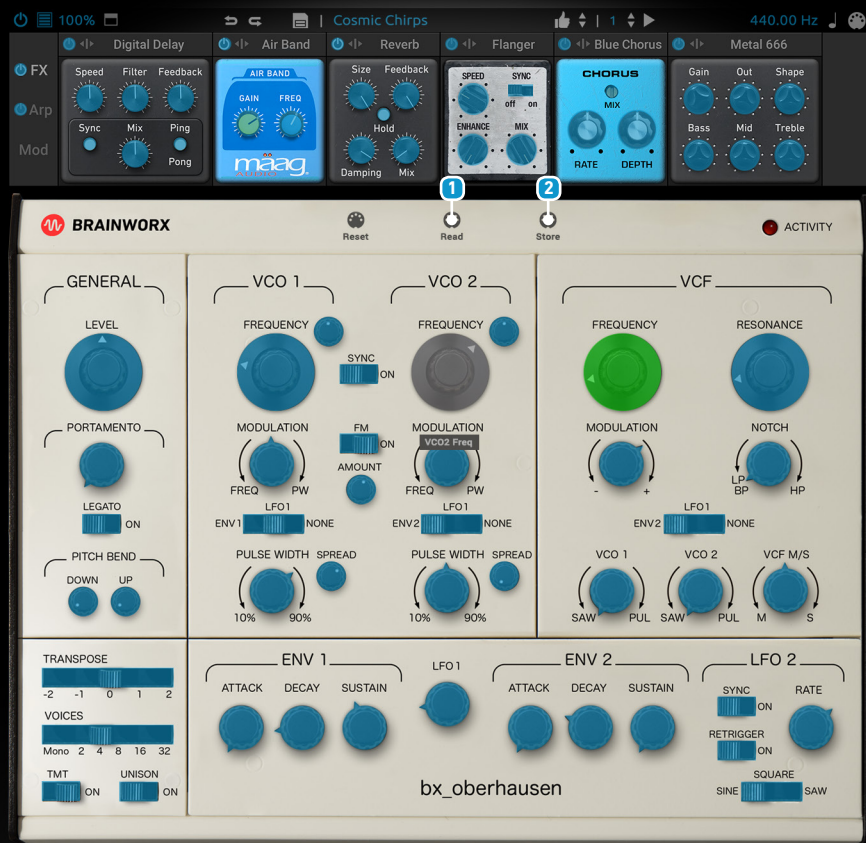 100%
Cosmic Chirps
1
440.00 Hz
Digital Delay
Air Band
Reverb
Flanger
Blue Chorus
Metal 666
FX
Arp
Mod
Speed Filter Feedback
Sync Mix Ping
Pong
AIR BAND
GAIN FREQ
mäag
Size Feedback
Hold
Damping Mix
SPEED SYNC
off on
ENHANCE MIX
CHORUS
MIX
RATE DEPTH
Gain Out Shape
Bass Mid Treble
1 2
BRAINWORX
Reset Read Store
ACTIVITY
GENERAL
LEVEL
PORTAMENTO
LEGATO
ON
PITCH BEND
DOWN UP
VCO 1
FREQUENCY
SYNC
ON
MODULATION
FREQ PW
FM
ON
AMOUNT
LFO1
ENV1 NONE
PULSE WIDTH SPREAD
10% 90%
VCO 2
FREQUENCY
MODULATION
VCO2 Freq
FREQ PW
LFO1
ENV2 NONE
PULSE WIDTH SPREAD
10% 90%
VCF
FREQUENCY RESONANCE
MODULATION
- +
NOTCH
LP
BP HP
LFO1
ENV2 NONE
VCO 1 VCO 2 VCF M/S
SAW PUL SAW PUL M S
TRANSPOSE
-2 -1 0 1 2
VOICES
Mono 2 4 8 16 32
TMT UNISON
ON ON
ENV 1
ATTACK DECAY SUSTAIN
LFO1
ENV 2
ATTACK DECAY SUSTAIN
LFO 2
SYNC RATE
ON
RETRIGGER
ON
SQUARE
SINE SAW
bx_oberhausen